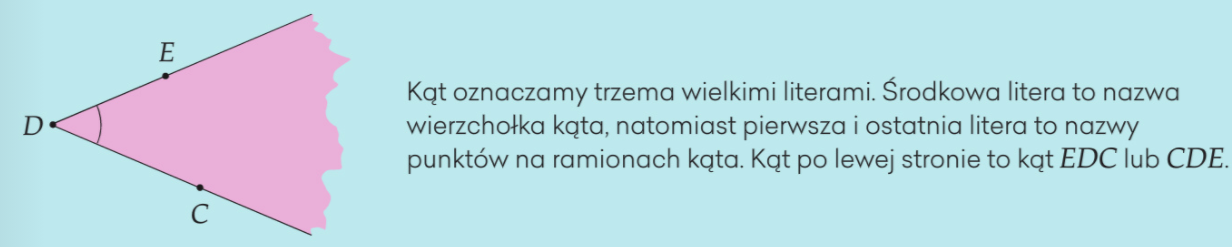 E
D
C
Kąt oznaczamy trzema wielkimi literami. Środkowa litera to nazwa
wierzchołka kąta, natomiast pierwsza i ostatnia litera to nazwy
punktów na ramionach kąta. Kąt po lewej stronie to kąt EDC lub CDE.